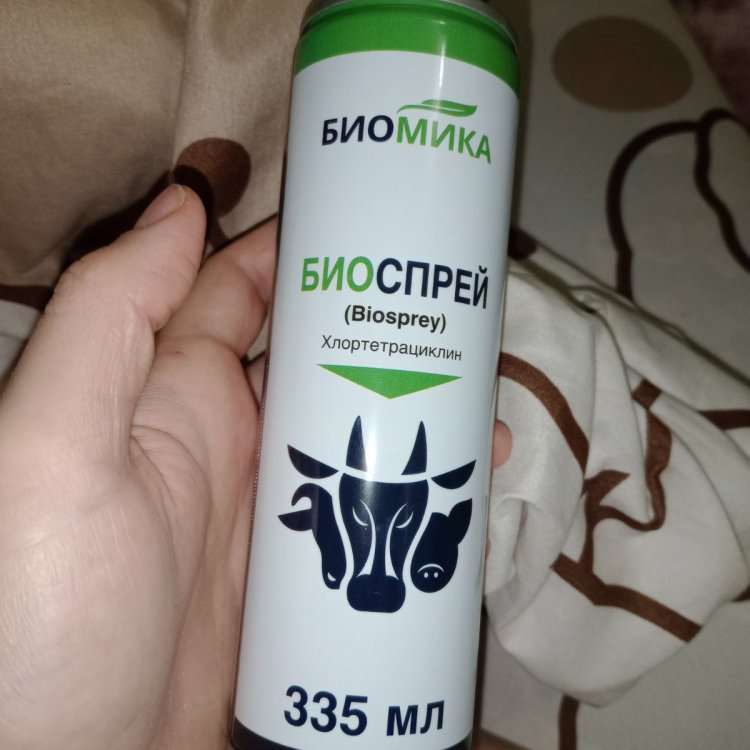 БИОМИКА
БИОСПРЕЙ
(Biosprey)
Хлортетрациклин
335 мл